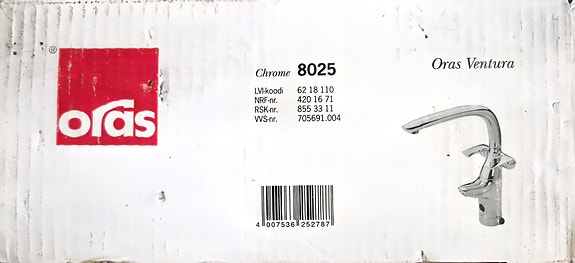 oras ®
Chrome 8025
LVI-koodi 62 18 110
NRF-nr. 420 16 71
RSK-nr. 855 33 11
VVS-nr. 705691.004
4 007536 252787
Oras Ventura